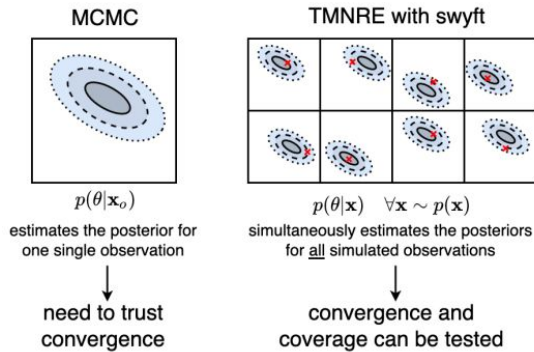 MCMC
p(θ|x_o)
estimates the posterior for
one single observation
need to trust
convergence
TMNRE with swyft
p(θ|x) ∀x ∼ p(x)
simultaneously estimates the posteriors
for all simulated observations
convergence and
coverage can be tested